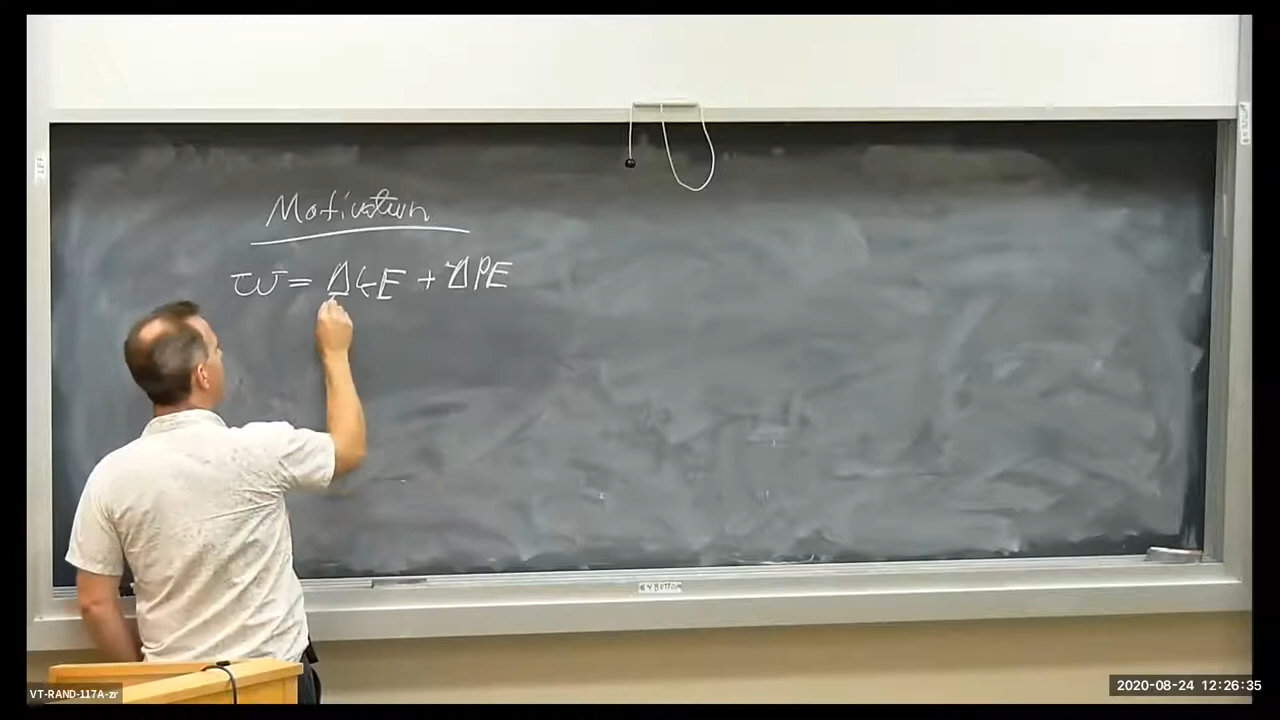 Motivation
W = ΔKE + ΔPE
VT-RAND-117A-zr
2020-08-24 12:26:35